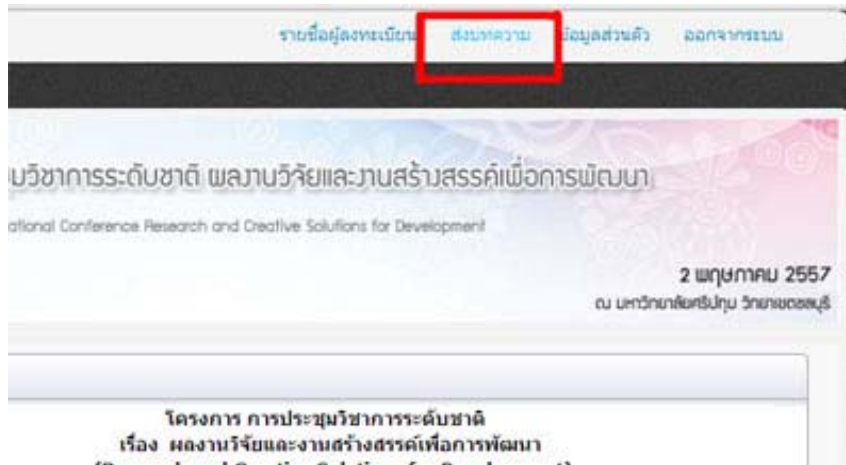 รายชื่อผู้ลงทะเบียน ส่งบทความ ข้อมูลส่วนตัว ออกจากระบบ
มวิชาการระดับชาติ ผลงานวิจัยและงานสร้างสรรค์เพื่อการพัฒนา
ational Conference Research and Creative Solutions for Development
2 พฤษภาคม 2557
ณ มหาวิทยาลัยศรีปทุม วิทยาเขตชลบุรี
โครงการ การประชุมวิชาการระดับชาติ
เรื่อง ผลงานวิจัยและงานสร้างสรรค์เพื่อการพัฒนา
(Research and Creative Solutions for Development)